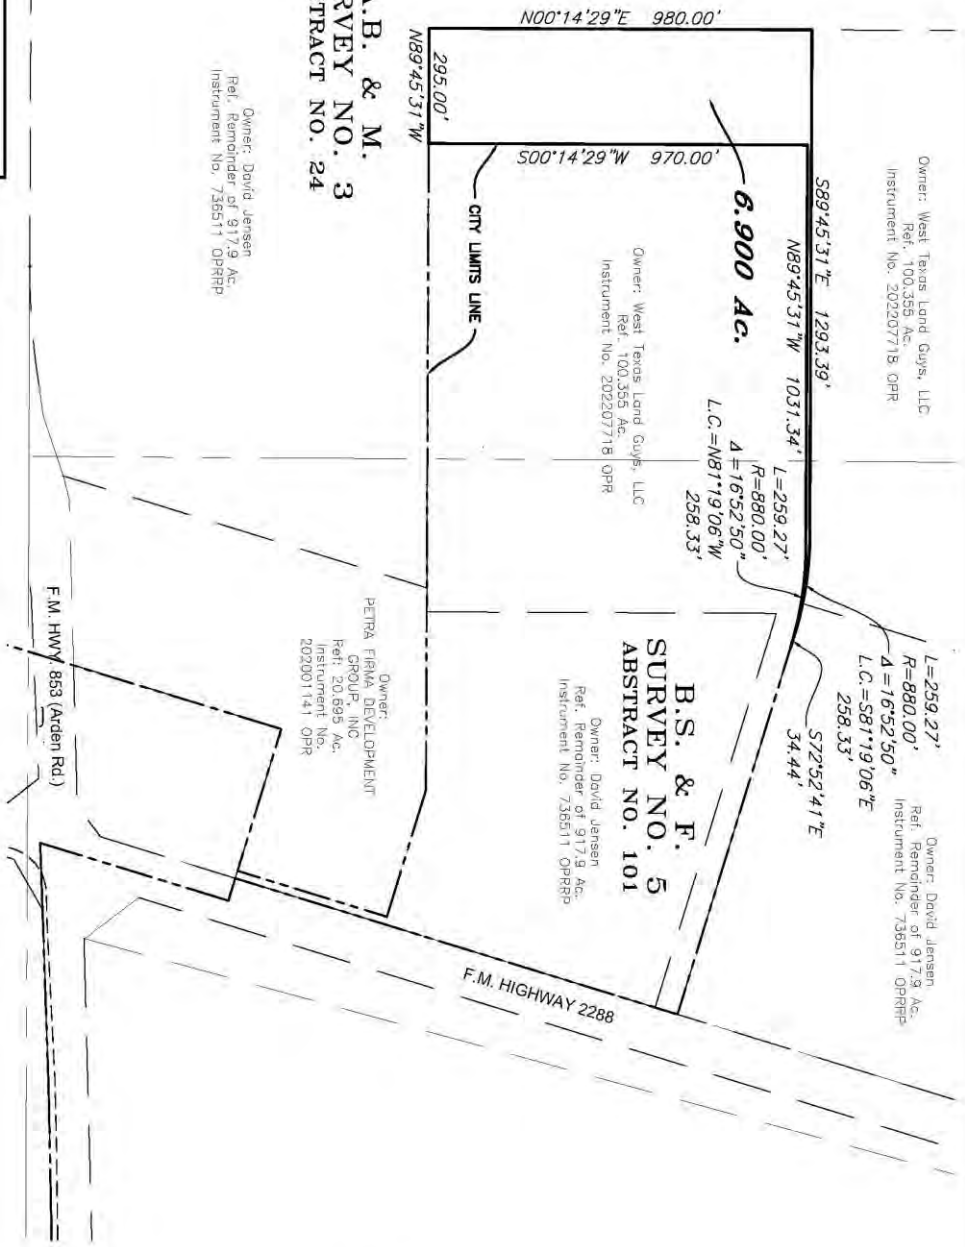 N00°14'29"E 980.00'
.B. & M.
RVEY NO. 3
TRACT NO. 24
295.00'
N89°45'31"W
S00°14'29"W 970.00'
Owner: David Jensen
Ref. Remainder of 917.9 Ac.
Instrument No. 736511 OPRRP
CITY LIMITS LINE
6.900 Ac.
Owner: West Texas Land Guys, LLC
Ref. 100.355 Ac.
Instrument No. 202207718 OPR
S89°45'31"E 1293.39'
N89°45'31"W 1031.34'
Owner: West Texas Land Guys, LLC
Ref. 100.355 Ac.
Instrument No. 202207718 OPR
L=259.27'
R=880.00'
Δ=16°52'50"
L.C.=N81°19'06"W
258.33'
L=259.27'
R=880.00'
Δ=16°52'50"
L.C.=S81°19'06"E
258.33'
S72°52'41"E
34.44'
Owner: David Jensen
Ref. Remainder of 917.9 Ac.
Instrument No. 736511 OPRRP
B.S. & F.
SURVEY NO. 5
ABSTRACT NO. 101
Owner: David Jensen
Ref. Remainder of 917.9 Ac.
Instrument No. 736511 OPRRP
Owner:
PETRA FIRMA DEVELOPMENT
GROUP, INC
Ref: 20.695 Ac.
Instrument No.
202001141 OPR
F.M. HWY. 853 (Arden Rd.)
F.M. HIGHWAY 2288